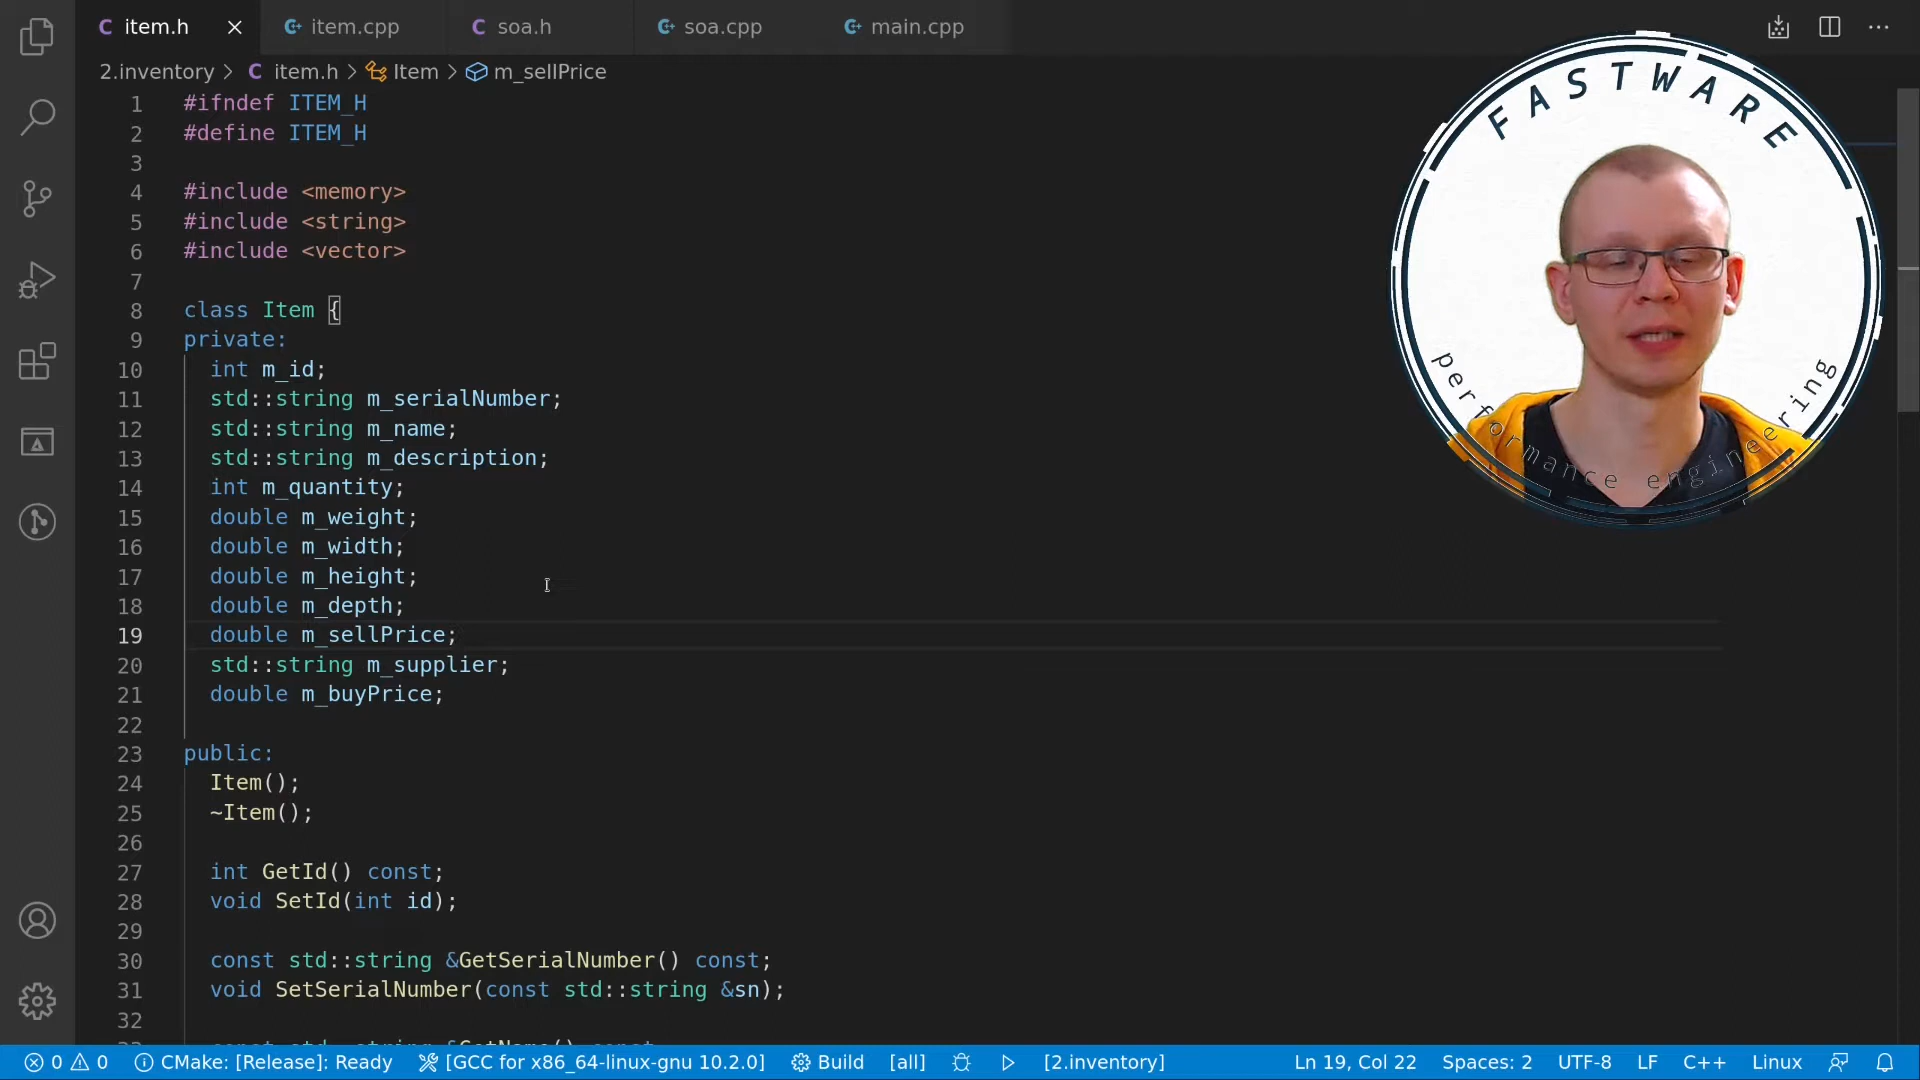 item.h
item.cpp
soa.h
soa.cpp
main.cpp
2.inventory > item.h > Item > m_sellPrice
1 #ifndef ITEM_H
2 #define ITEM_H
3
4 #include <memory>
5 #include <string>
6 #include <vector>
7
8 class Item {
9 private:
10 int m_id;
11 std::string m_serialNumber;
12 std::string m_name;
13 std::string m_description;
14 int m_quantity;
15 double m_weight;
16 double m_width;
17 double m_height;
18 double m_depth;
19 double m_sellPrice;
20 std::string m_supplier;
21 double m_buyPrice;
22
23 public:
24 Item();
25 ~Item();
26
27 int GetId() const;
28 void SetId(int id);
29
30 const std::string &GetSerialNumber() const;
31 void SetSerialNumber(const std::string &sn);
32
FASTWARE
performance engineering
0 0 CMake: [Release]: Ready [GCC for x86_64-linux-gnu 10.2.0] Build [all] [2.inventory] Ln 19, Col 22 Spaces: 2 UTF-8 LF C++ Linux